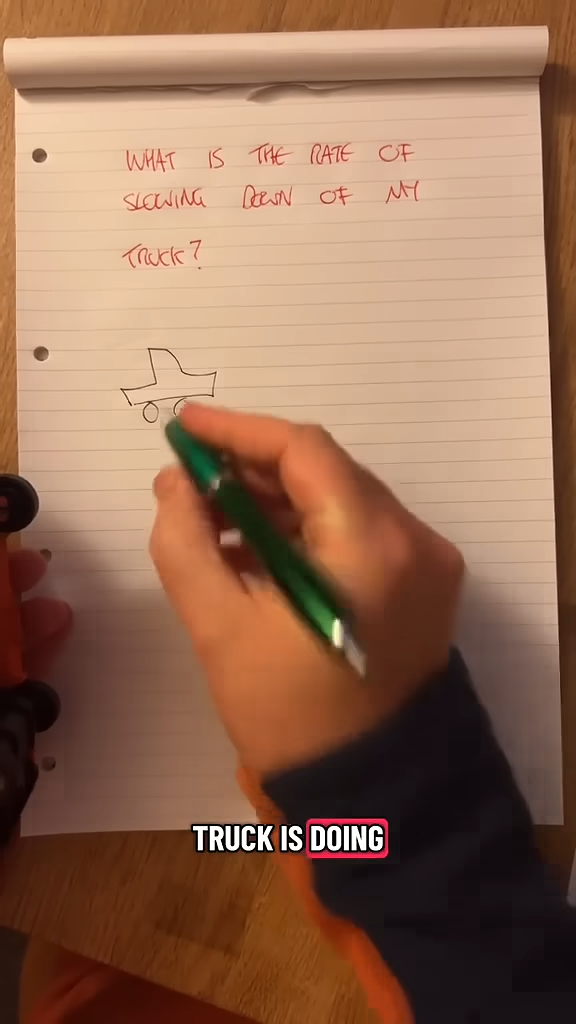 WHAT IS THE RATE OF
SLOWING DOWN OF MY
TRUCK?
TRUCK IS DOING